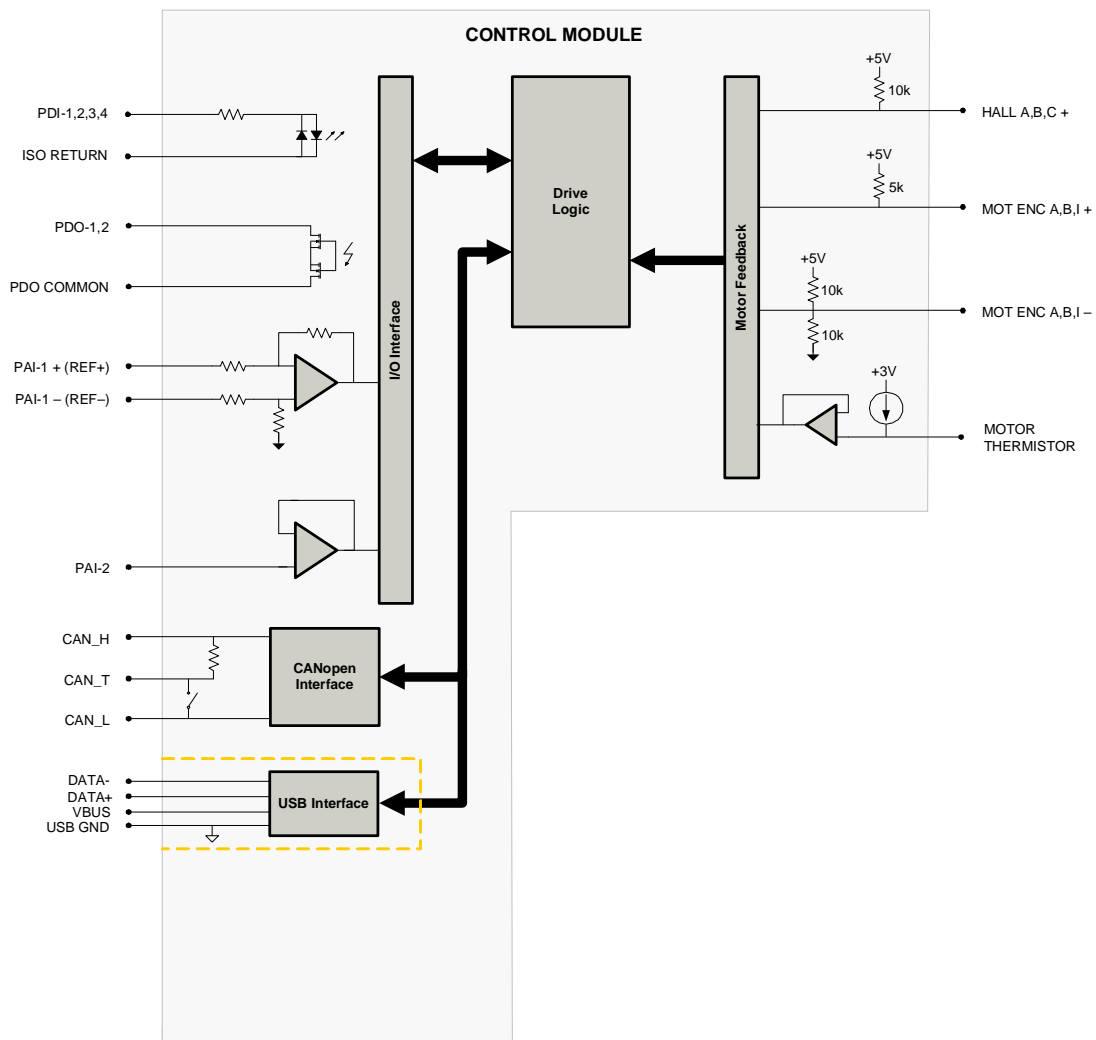 CONTROL MODULE
PDI-1,2,3,4
ISO RETURN
PDO-1,2
PDO COMMON
PAI-1 + (REF+)
PAI-1 – (REF–)
PAI-2
CAN_H
CAN_T
CAN_L
DATA-
DATA+
VBUS
USB GND
I/O Interface
CANopen
Interface
USB Interface
Drive
Logic
Motor Feedback
+5V
10k
HALL A,B,C +
+5V
5k
MOT ENC A,B,I +
+5V
10k
10k
MOT ENC A,B,I –
+3V
MOTOR
THERMISTOR